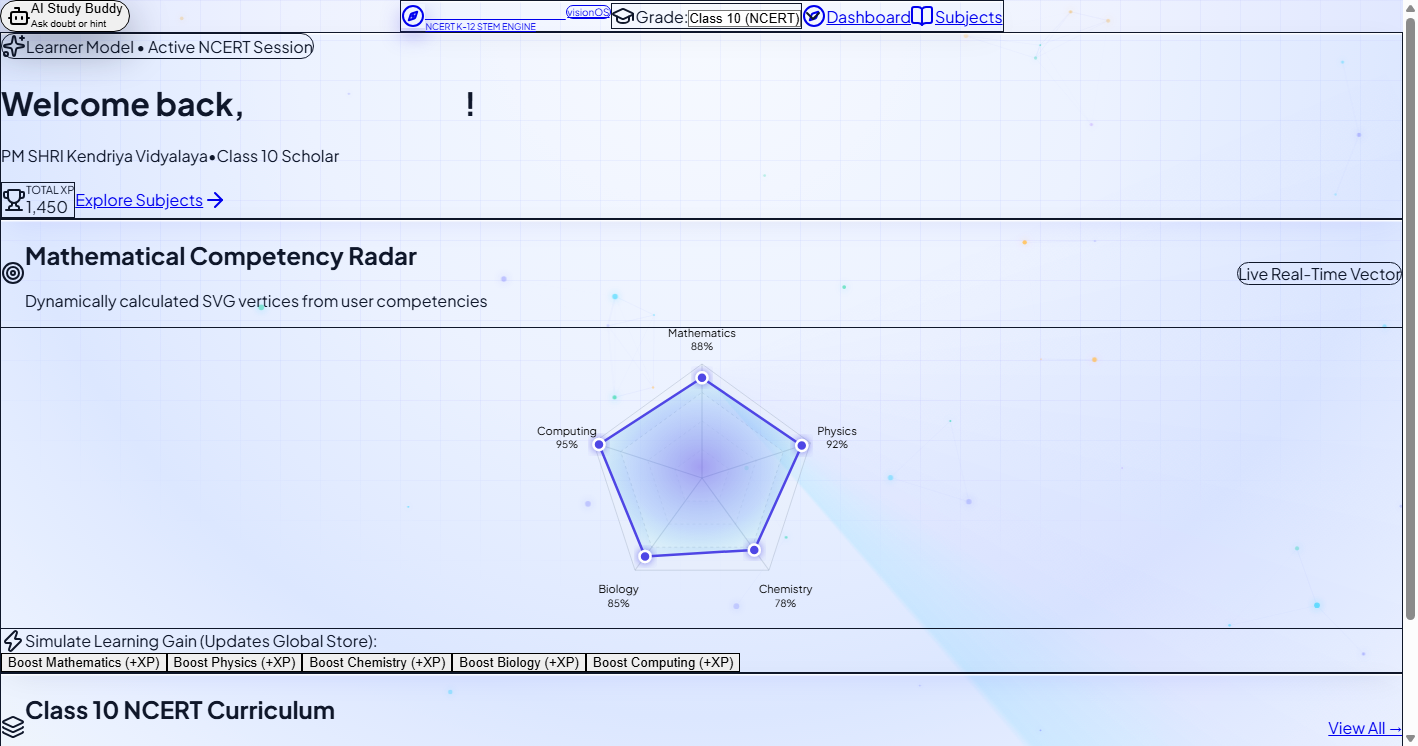 AI Study Buddy
Ask doubt or hint
NCERT K-12 STEM ENGINE
visionOS
Grade:
Class 10 (NCERT)
Dashboard
Subjects
Learner Model • Active NCERT Session
Welcome back, !
PM SHRI Kendriya Vidyalaya•Class 10 Scholar
TOTAL XP
1,450
Explore Subjects
Mathematical Competency Radar
Dynamically calculated SVG vertices from user competencies
Live Real-Time Vector
Mathematics
88%
Computing
95%
Physics
92%
Biology
85%
Chemistry
78%
Simulate Learning Gain (Updates Global Store):
Boost Mathematics (+XP)
Boost Physics (+XP)
Boost Chemistry (+XP)
Boost Biology (+XP)
Boost Computing (+XP)
Class 10 NCERT Curriculum
View All →